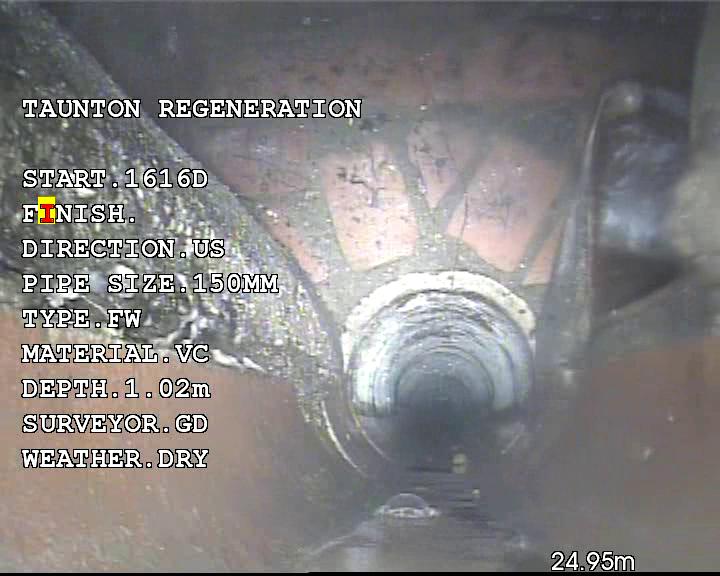 TAUNTON REGENERATION
START.1616D
FINISH.
DIRECTION.US
PIPE SIZE.150MM
TYPE.FW
MATERIAL.VC
DEPTH.1.02m
SURVEYOR.GD
WEATHER.DRY
24.95m